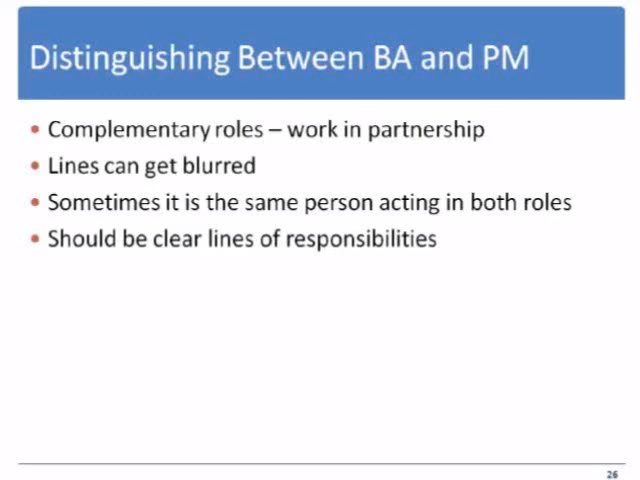 Distinguishing Between BA and PM
• Complementary roles – work in partnership
• Lines can get blurred
• Sometimes it is the same person acting in both roles
• Should be clear lines of responsibilities
26